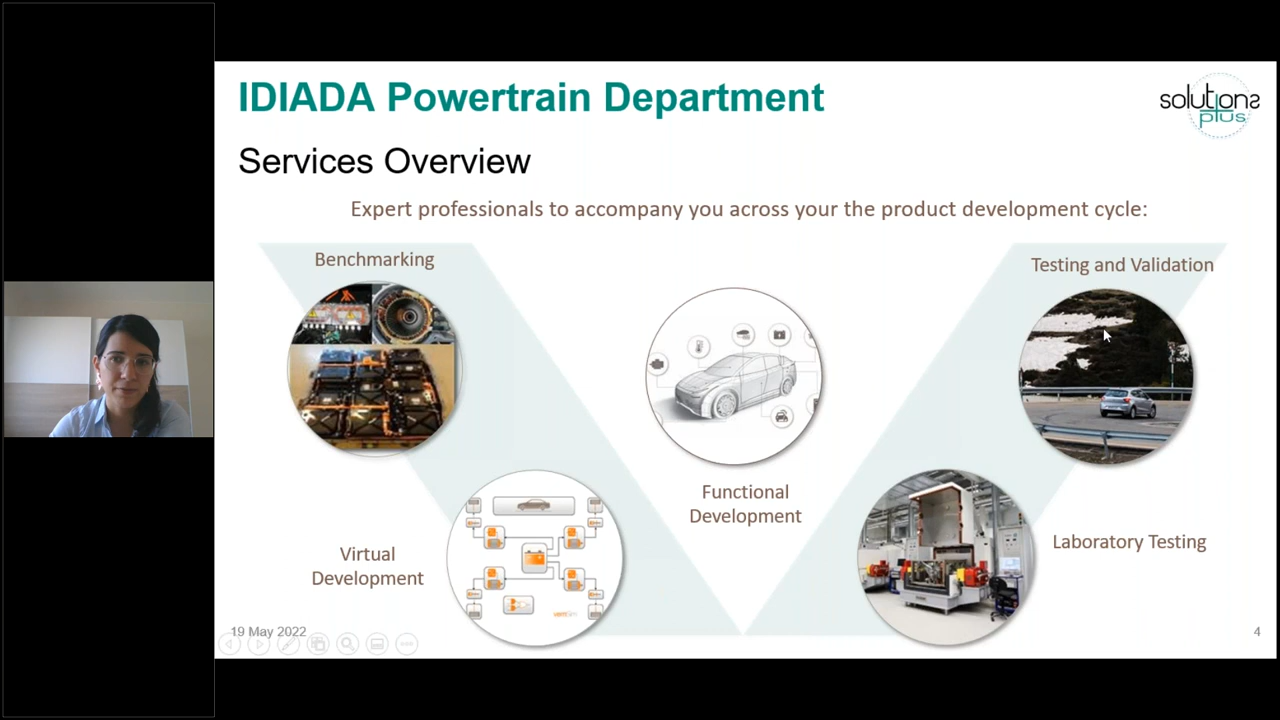 IDIADA Powertrain Department
solutions
plus
Services Overview
Expert professionals to accompany you across your the product development cycle:
Benchmarking
Testing and Validation
Functional
Development
Virtual
Development
Laboratory Testing
19 May 2022
4